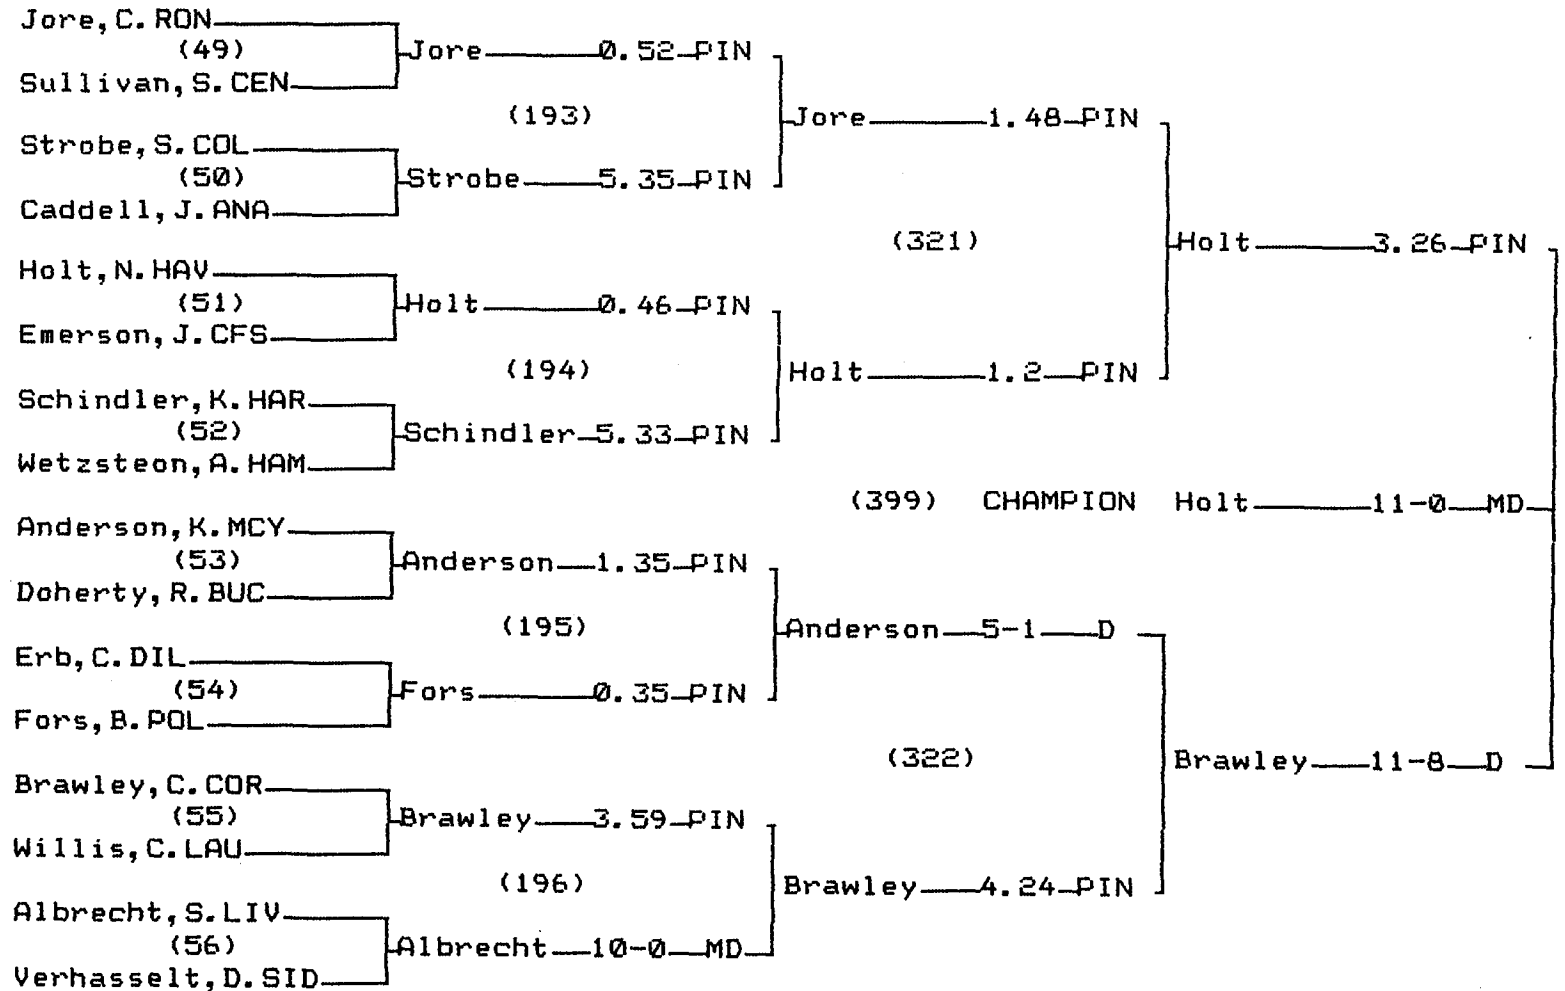 Jore, C. RON
(49) Jore 0.52 PIN
Sullivan, S. CEN
(193) Jore 1.48 PIN
Strobe, S. COL
(50) Strobe 5.35 PIN
Caddell, J. ANA
(321) Holt 3.26 PIN
Holt, N. HAV
(51) Holt 0.46 PIN
Emerson, J. CFS
(194) Holt 1.2 PIN
Schindler, K. HAR
(52) Schindler 5.33 PIN
Wetzsteon, A. HAM
(399) CHAMPION Holt 11-0 MD
Anderson, K. MCY
(53) Anderson 1.35 PIN
Doherty, R. BUC
(195) Anderson 5-1 D
Erb, C. DIL
(54) Fors 0.35 PIN
Fors, B. POL
(322) Brawley 11-8 D
Brawley, C. COR
(55) Brawley 3.59 PIN
Willis, C. LAU
(196) Brawley 4.24 PIN
Albrecht, S. LIV
(56) Albrecht 10-0 MD
Verhasselt, D. SID